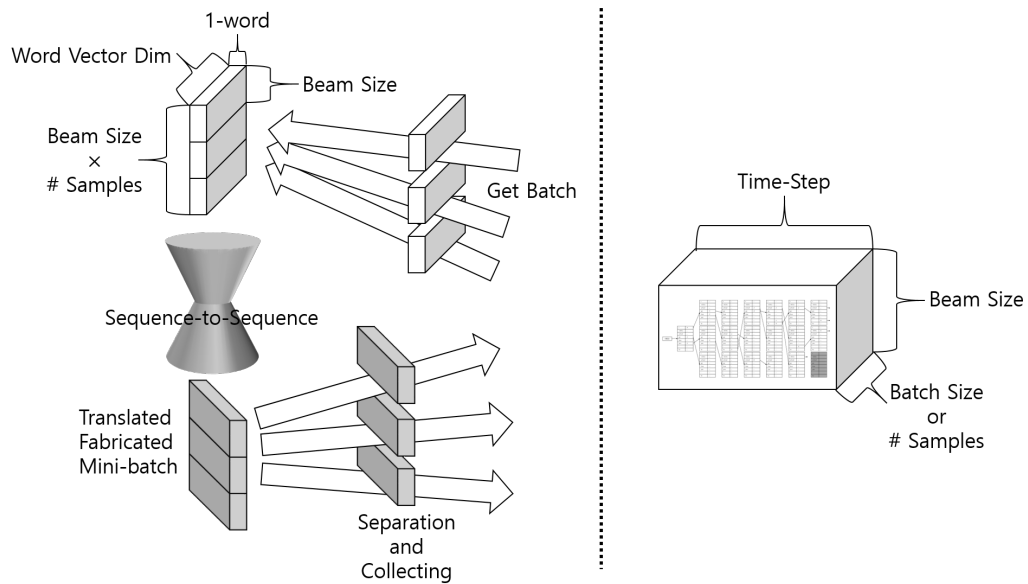 1-word
Word Vector Dim
Beam Size
Beam Size
×
# Samples
Get Batch
Sequence-to-Sequence
Translated
Fabricated
Mini-batch
Separation
and
Collecting
Time-Step
Beam Size
Batch Size
or
# Samples